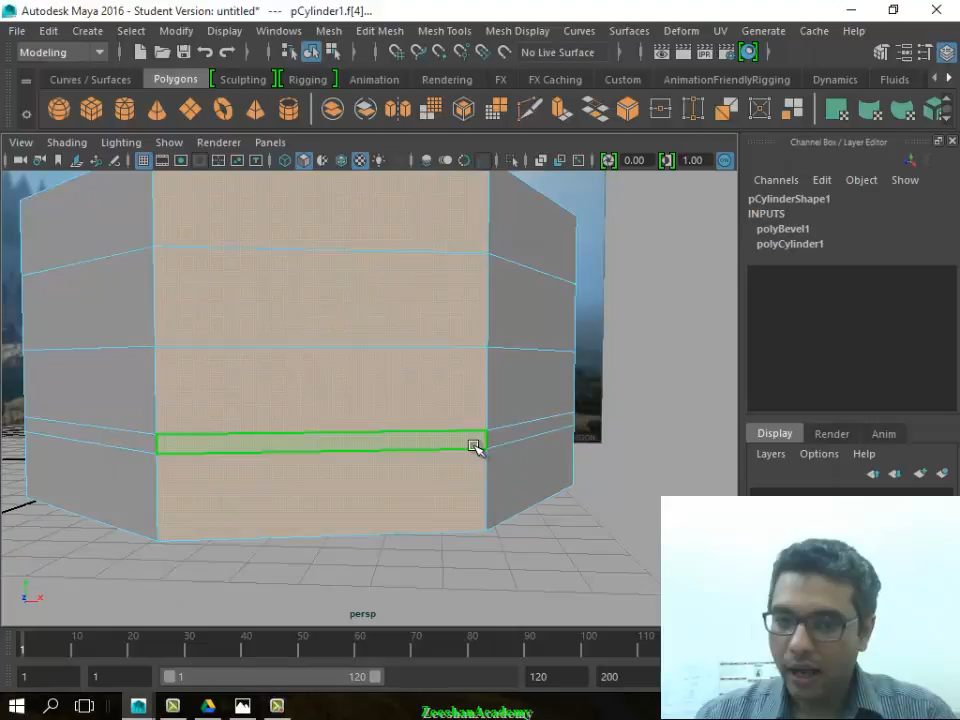 Autodesk Maya 2016 - Student Version: untitled*   ---   pCylinder1.f[4]...
File Edit Create Select Modify Display Windows Mesh Edit Mesh Mesh Tools Mesh Display Curves Surfaces Deform UV Generate Cache Help
Modeling No Live Surface
Curves / Surfaces Polygons Sculpting Rigging Animation Rendering FX FX Caching Custom AnimationFriendlyRigging Dynamics Fluids
View Shading Lighting Show Renderer Panels
Channel Box / Layer Editor
0.00 1.00
Channels Edit Object Show
pCylinderShape1
INPUTS
polyBevel1
polyCylinder1
persp
Display Render Anim
Layers Options Help
10 20 30 40 50 60 70 80 90 100 110
1
1 1 1 120 120 200
ZeeshanAcademy